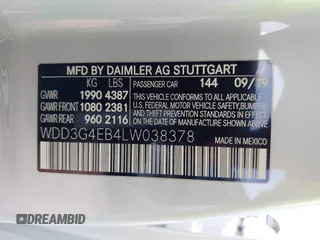 MFD BY DAIMLER AG STUTTGART
KG LB PASSENGER CAR 144 09/19
GVWR 1990 4387 THIS VEHICLE CONFORMS TO ALL
GAWR FRONT 1080 2381 APPLICABLE U.S. FEDERAL MOTOR
GAWR REAR 960 2116 VEHICLE SAFETY, BUMPER, AND
THEFT PREVENTION STANDARDS IN EFFECT
ON THE DATE OF MANUFACTURE SHOWN ABOVE
WDD3G4EB4LW038378
MADE IN MEXICO
DREAMBID